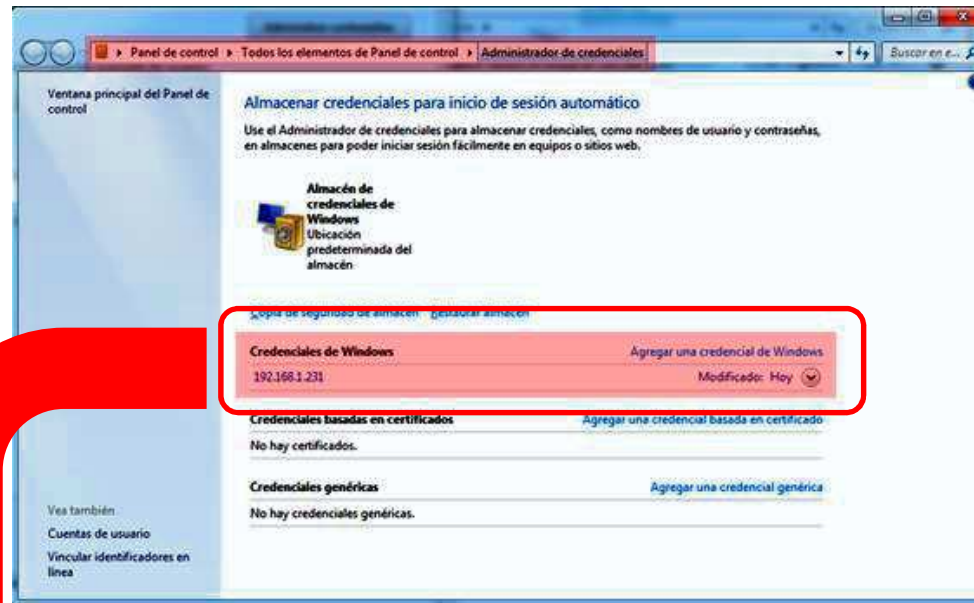 Panel de control ▸ Todos los elementos de Panel de control ▸ Administrador de credenciales
Buscar en e...
Ventana principal del Panel de
control
Almacenar credenciales para inicio de sesión automático
Use el Administrador de credenciales para almacenar credenciales, como nombres de usuario y contraseñas,
en almacenes para poder iniciar sesión fácilmente en equipos o sitios web.
Almacén de
credenciales de
Windows
Ubicación
predeterminada del
almacén
Copia de seguridad de almacén Restaurar almacén
Credenciales de Windows Agregar una credencial de Windows
192.168.1.231 Modificado: Hoy
Credenciales basadas en certificados Agregar una credencial basada en certificado
No hay certificados.
Credenciales genéricas Agregar una credencial genérica
No hay credenciales genéricas.
Vea también
Cuentas de usuario
Vincular identificadores en
línea